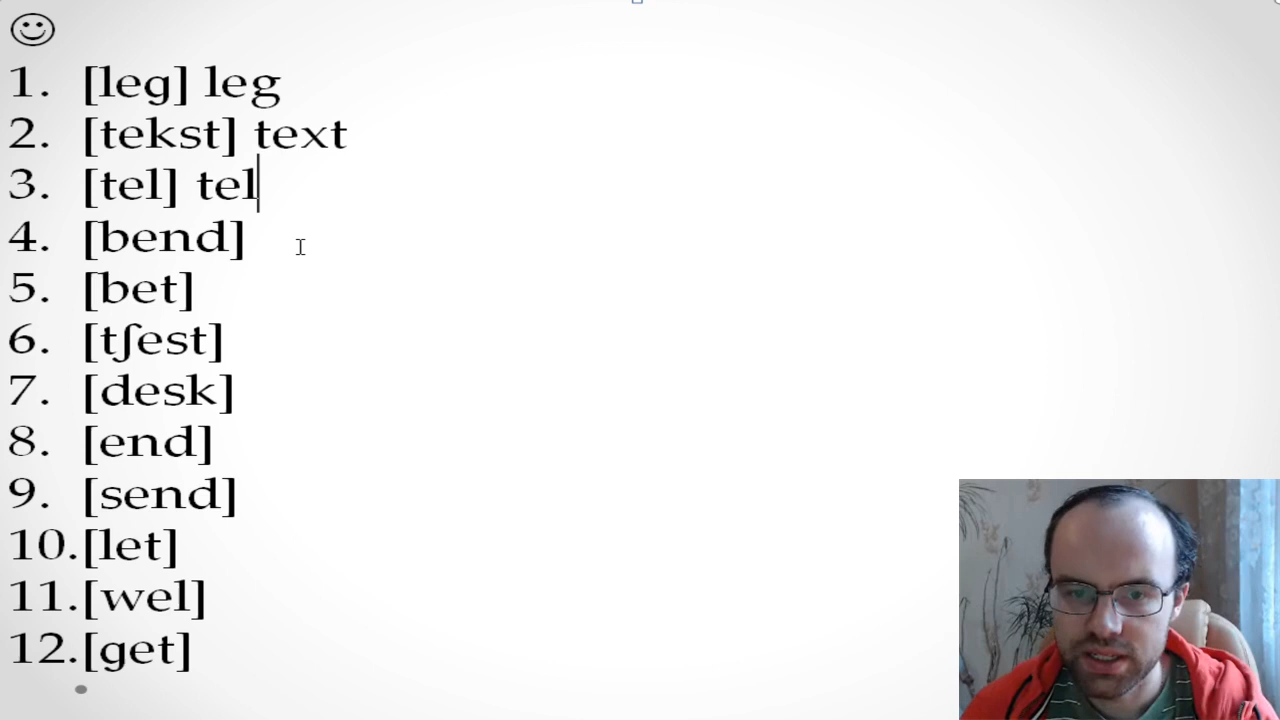 ☺
1. [leg] leg
2. [tekst] text
3. [tel] tel
4. [bend]
5. [bet]
6. [tʃest]
7. [desk]
8. [end]
9. [send]
10.[let]
11.[wel]
12.[get]